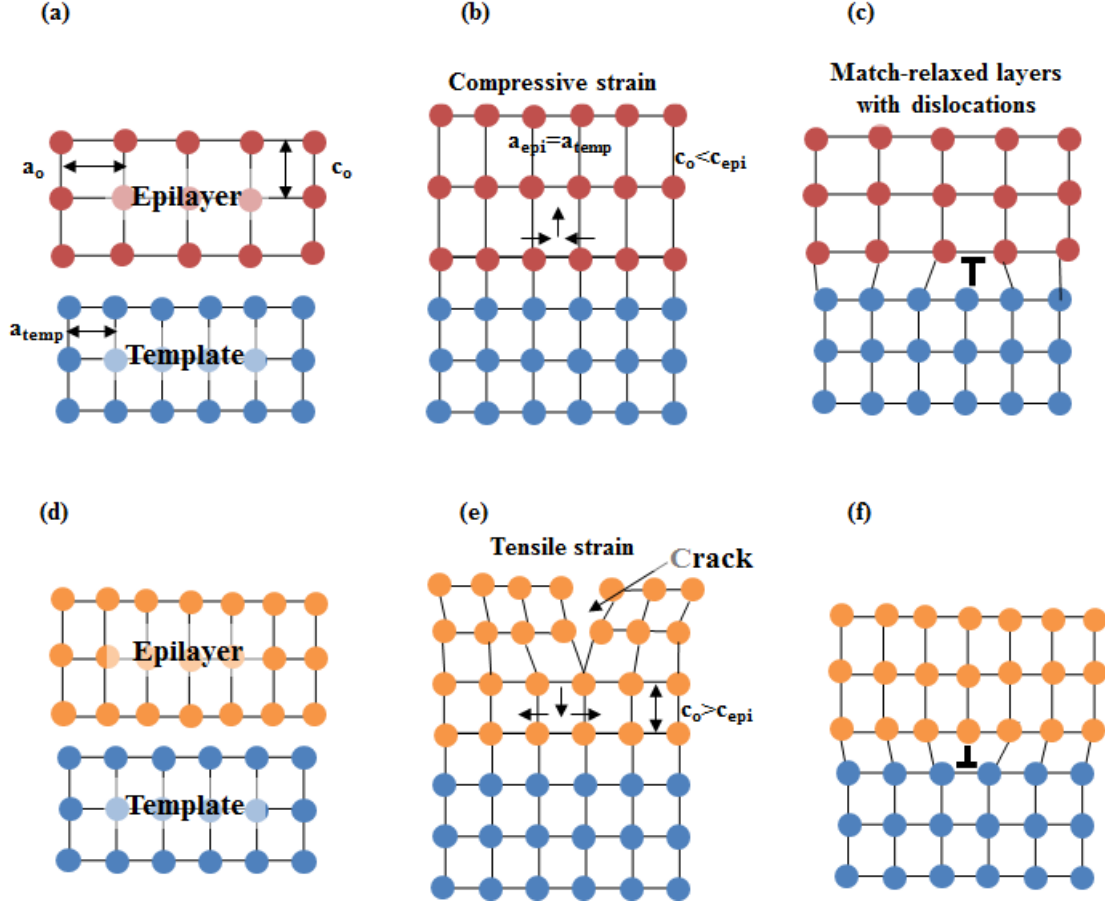 (a)
(b)
(c)
Compressive strain
Match-relaxed layers
with dislocations
aₑₚᵢ=aₜₑₘₚ
cₒ<cₑₚᵢ
aₒ
cₒ
Epilayer
aₜₑₘₚ
Template
(d)
(e)
(f)
Tensile strain
Crack
Epilayer
cₒ>cₑₚᵢ
Template